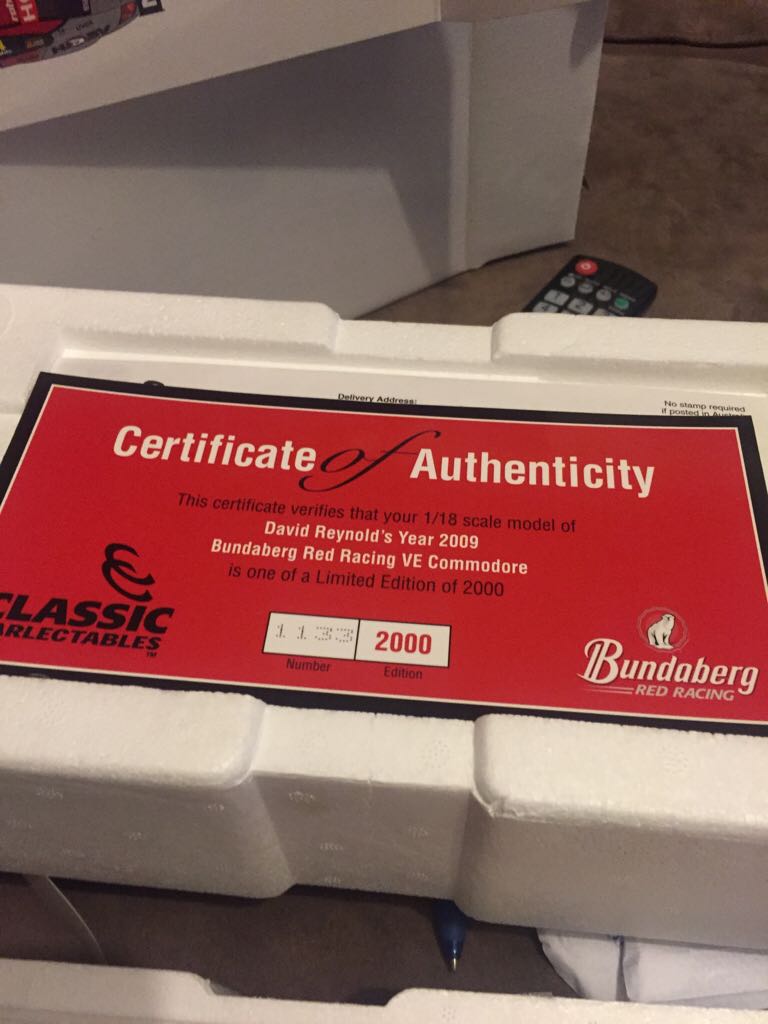 Delivery Address:
No stamp required
if posted in
Certificate of Authenticity
This certificate verifies that your 1/18 scale model of
David Reynold's Year 2009
Bundaberg Red Racing VE Commodore
is one of a Limited Edition of 2000
CLASSIC
ARLECTABLES
TM
1133 2000
Number Edition
Bundaberg
RED RACING